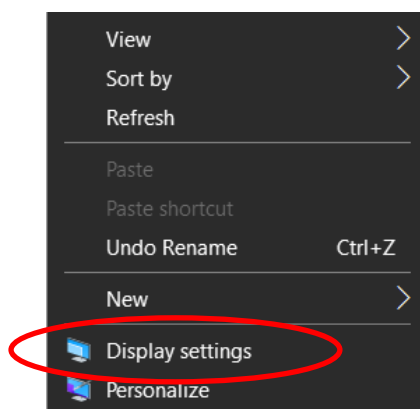 View
Sort by
Refresh
Paste
Paste shortcut
Undo Rename Ctrl+Z
New
Display settings
Personalize